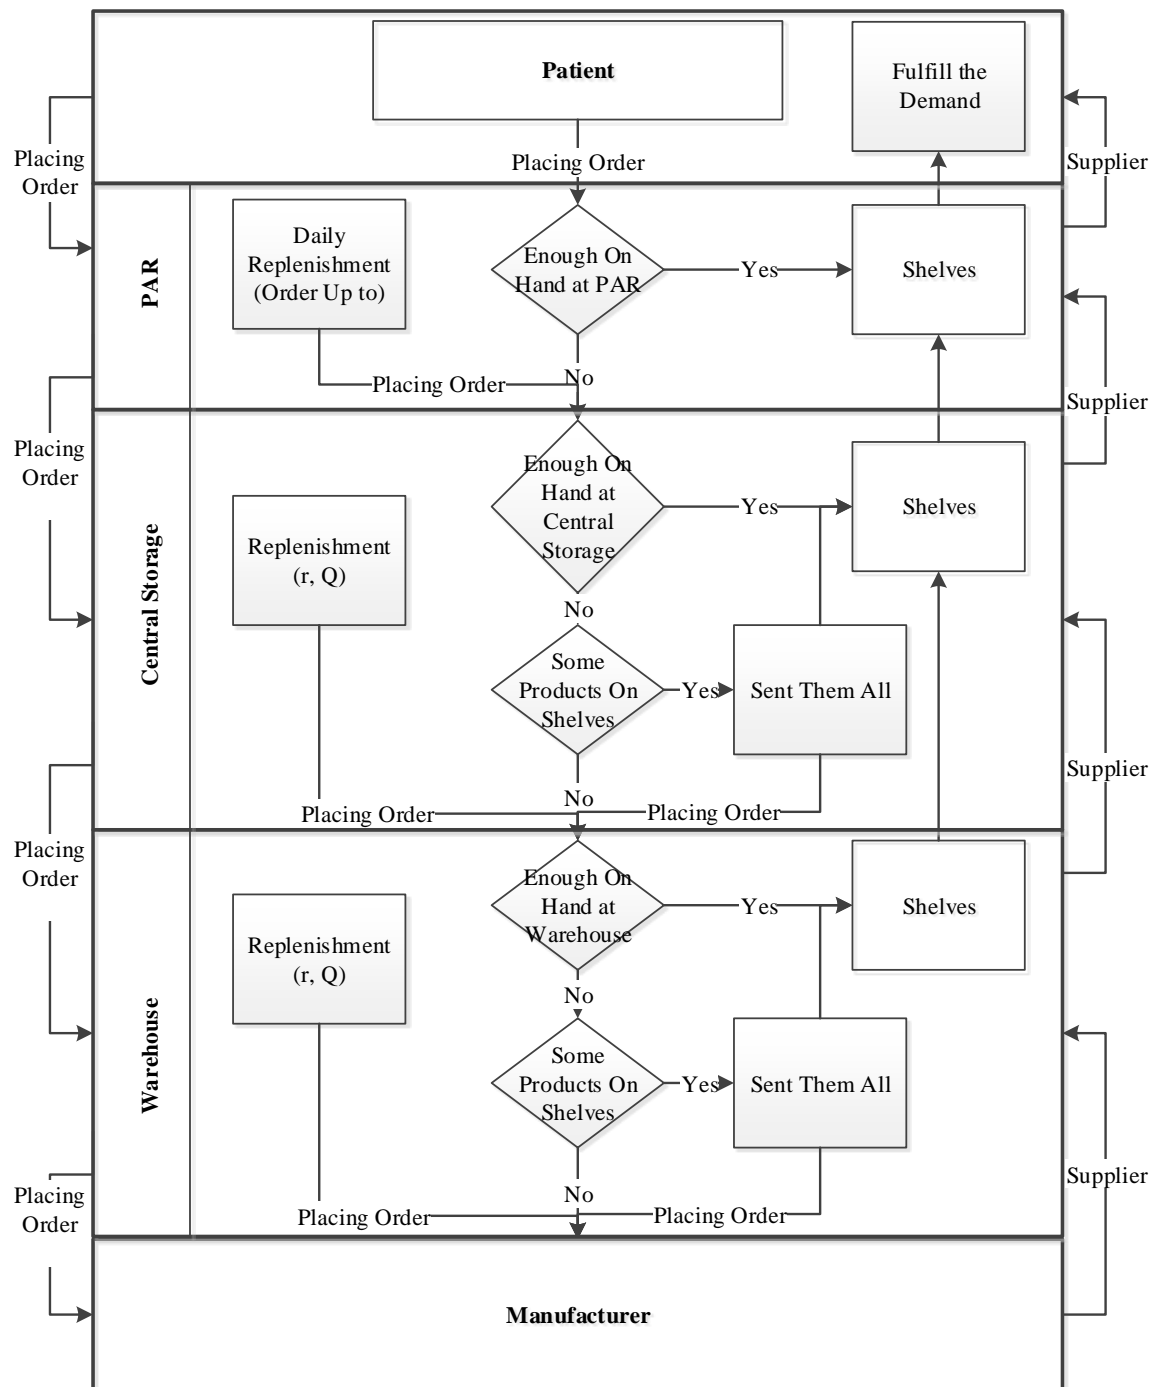 Patient
Fulfill the
Demand
Placing
Order
Placing Order
Supplier
PAR
Daily
Replenishment
(Order Up to)
Enough On
Hand at PAR
Yes
Shelves
No
Placing Order
Supplier
Placing
Order
Central Storage
Enough On
Hand at
Central
Storage
Yes
Shelves
Replenishment
(r, Q)
No
Some
Products On
Shelves
Yes
Sent Them All
Supplier
No
Placing Order
Placing Order
Placing
Order
Warehouse
Enough On
Hand at
Warehouse
Yes
Shelves
Replenishment
(r, Q)
No
Some
Products On
Shelves
Yes
Sent Them All
Supplier
No
Placing Order
Placing Order
Placing
Order
Manufacturer